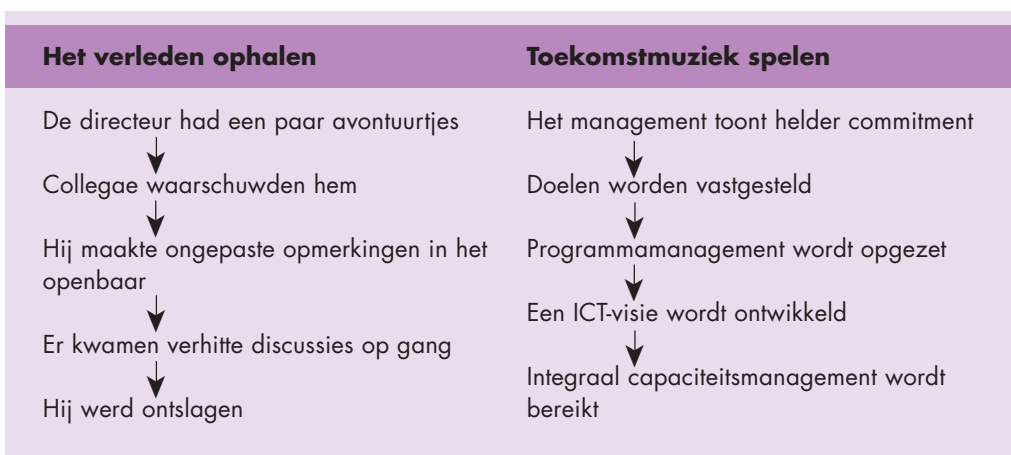 Het verleden ophalen
De directeur had een paar avontuurtjes
Collegae waarschuwden hem
Hij maakte ongepaste opmerkingen in het
openbaar
Er kwamen verhitte discussies op gang
Hij werd ontslagen
Toekomstmuziek spelen
Het management toont helder commitment
Doelen worden vastgesteld
Programmamanagement wordt opgezet
Een ICT-visie wordt ontwikkeld
Integraal capaciteitsmanagement wordt
bereikt